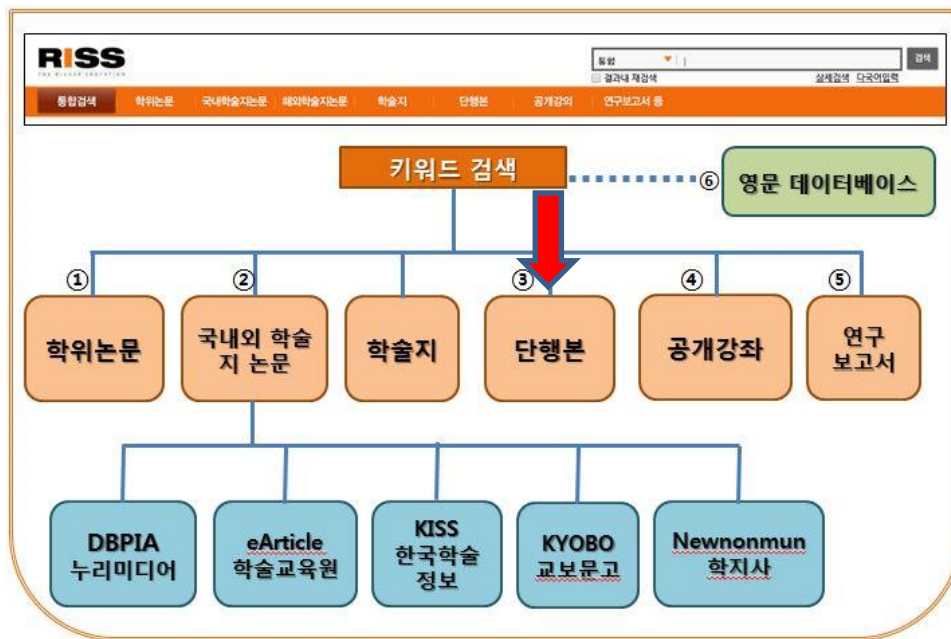 RISS
통합
검색
결과내 재검색
상세검색 다국어입력
통합검색 학위논문 국내학술지논문 해외학술지논문 학술지 단행본 공개강의 연구보고서 등
키워드 검색
⑥
영문 데이터베이스
① ② ③ ④ ⑤
학위논문
국내외 학술
지 논문
학술지
단행본
공개강좌
연구
보고서
DBPIA
누리미디어
eArticle
학술교육원
KISS
한국학술
정보
KYOBO
교보문고
Newnonmun
학지사